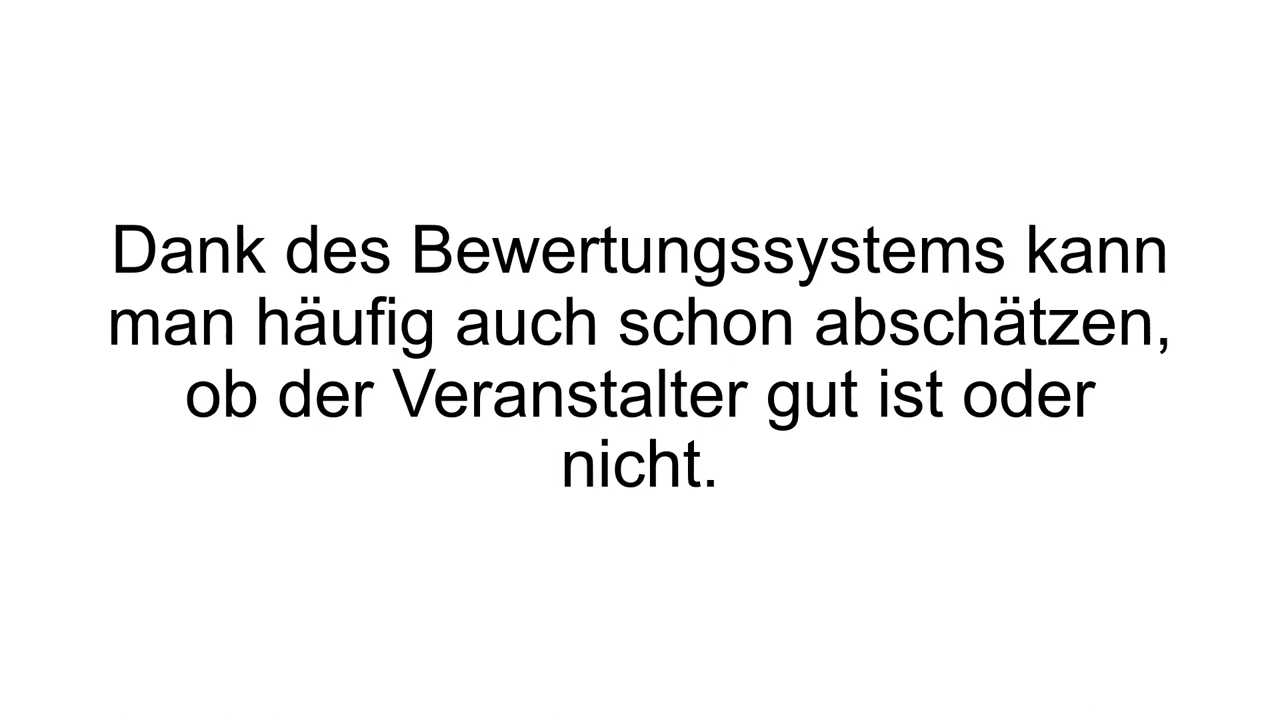 Dank des Bewertungssystems kann
man häufig auch schon abschätzen,
ob der Veranstalter gut ist oder
nicht.